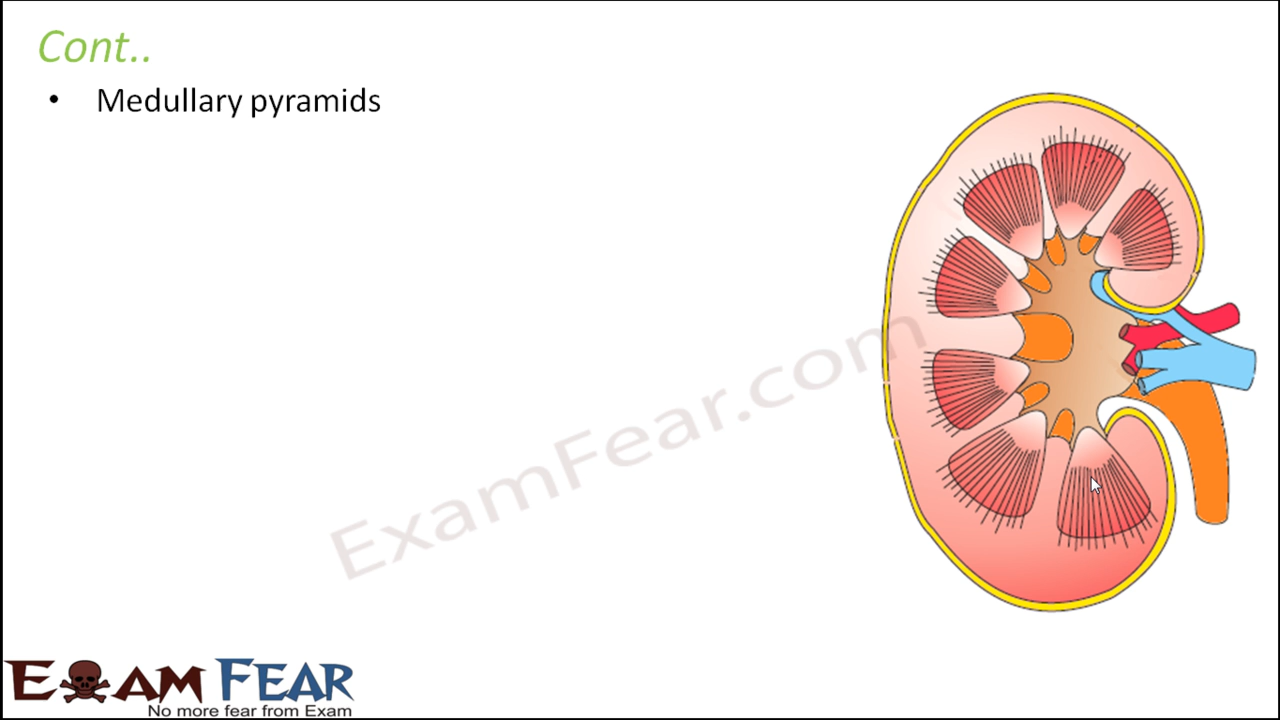 Cont..
• Medullary pyramids
ExamFear.com
EXAM FEAR
No more fear from Exam